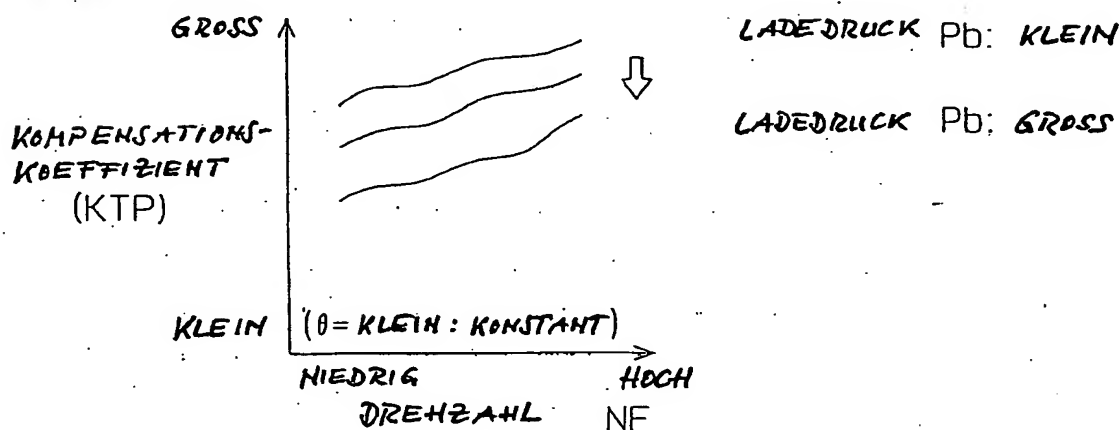 GROSS
LADEDRUCK Pb: KLEIN
LADEDRUCK Pb: GROSS
KOMPENSATIONS-
KOEFFIZIENT
(KTP)
KLEIN (θ= KLEIN : KONSTANT)
NIEDRIG HOCH
DREHZAHL NE